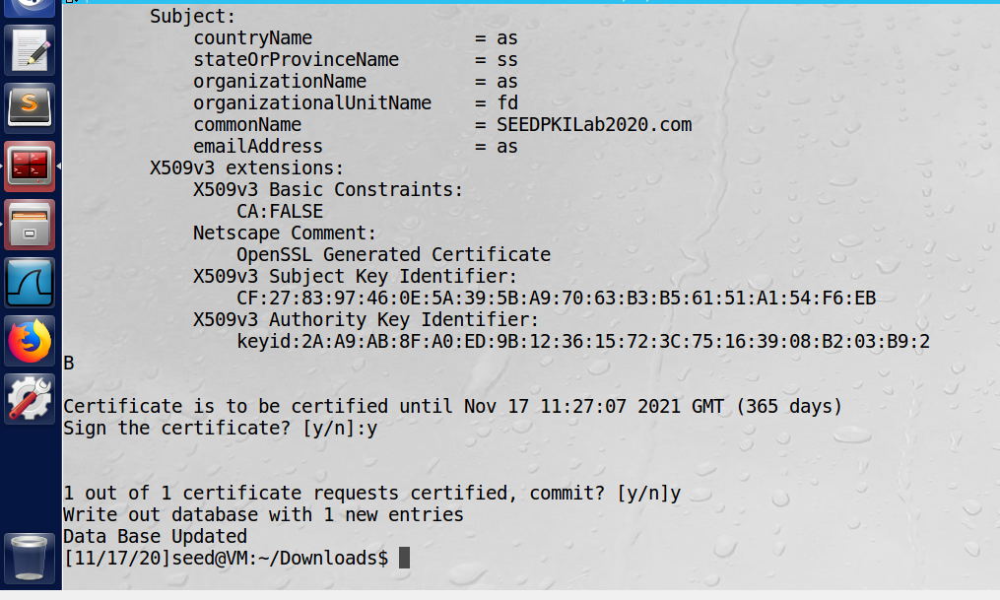 Subject:
countryName = as
stateOrProvinceName = ss
organizationName = as
organizationalUnitName = fd
commonName = SEEDPKILab2020.com
emailAddress = as
X509v3 extensions:
X509v3 Basic Constraints:
CA:FALSE
Netscape Comment:
OpenSSL Generated Certificate
X509v3 Subject Key Identifier:
CF:27:83:97:46:0E:5A:39:5B:A9:70:63:B3:B5:61:51:A1:54:F6:EB
X509v3 Authority Key Identifier:
keyid:2A:A9:AB:8F:A0:ED:9B:12:36:15:72:3C:75:16:39:08:B2:03:B9:2
B
Certificate is to be certified until Nov 17 11:27:07 2021 GMT (365 days)
Sign the certificate? [y/n]:y
1 out of 1 certificate requests certified, commit? [y/n]y
Write out database with 1 new entries
Data Base Updated
[11/17/20]seed@VM:~/Downloads$